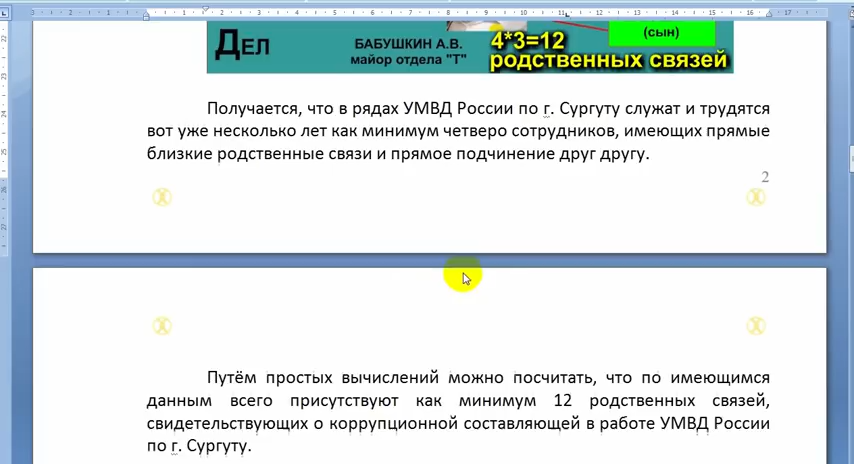 (сын)
ДЕЛ
БАБУШКИН А.В.
майор отдела "Т"
4*3=12
родственных связей
Получается, что в рядах УМВД России по г. Сургуту служат и трудятся
вот уже несколько лет как минимум четверо сотрудников, имеющих прямые
близкие родственные связи и прямое подчинение друг другу.
2
Путём простых вычислений можно посчитать, что по имеющимся
данным всего присутствуют как минимум 12 родственных связей,
свидетельствующих о коррупционной составляющей в работе УМВД России
по г. Сургуту.